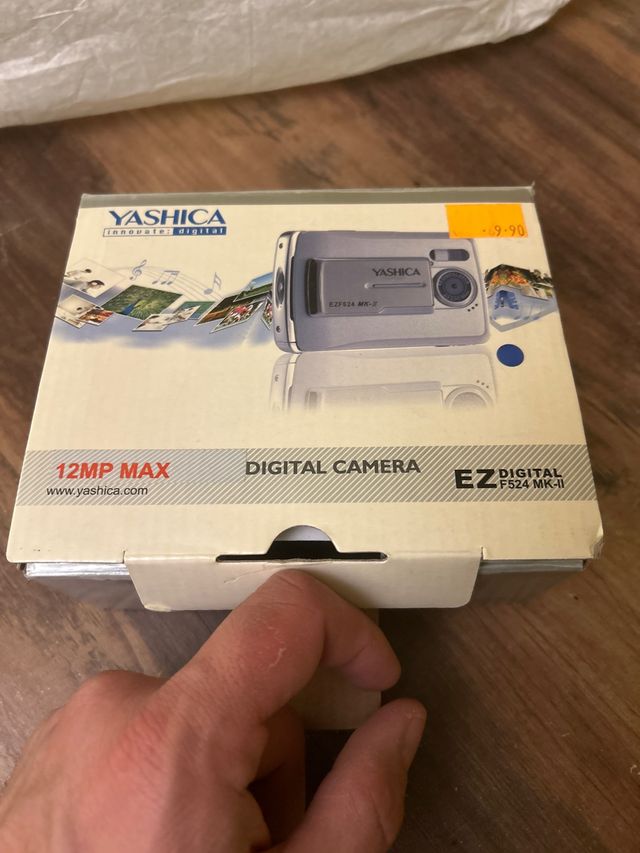 YASHICA
innovate: digital
9.90
YASHICA
EZF524 MK-II
12MP MAX
www.yashica.com
DIGITAL CAMERA
EZ DIGITAL
F524 MK-II